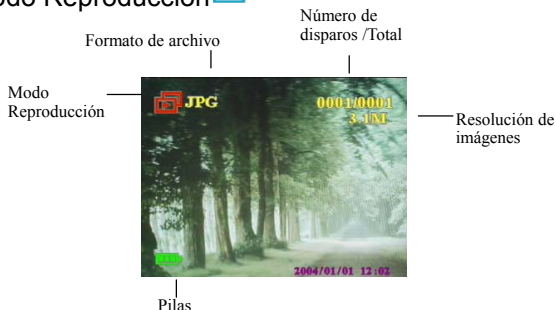 do Reproducción
Número de
disparos /Total
Formato de archivo
Modo
Reproducción
JPG
0001/0001
3.1M
Resolución de
imágenes
2004/01/01 12:02
Pilas